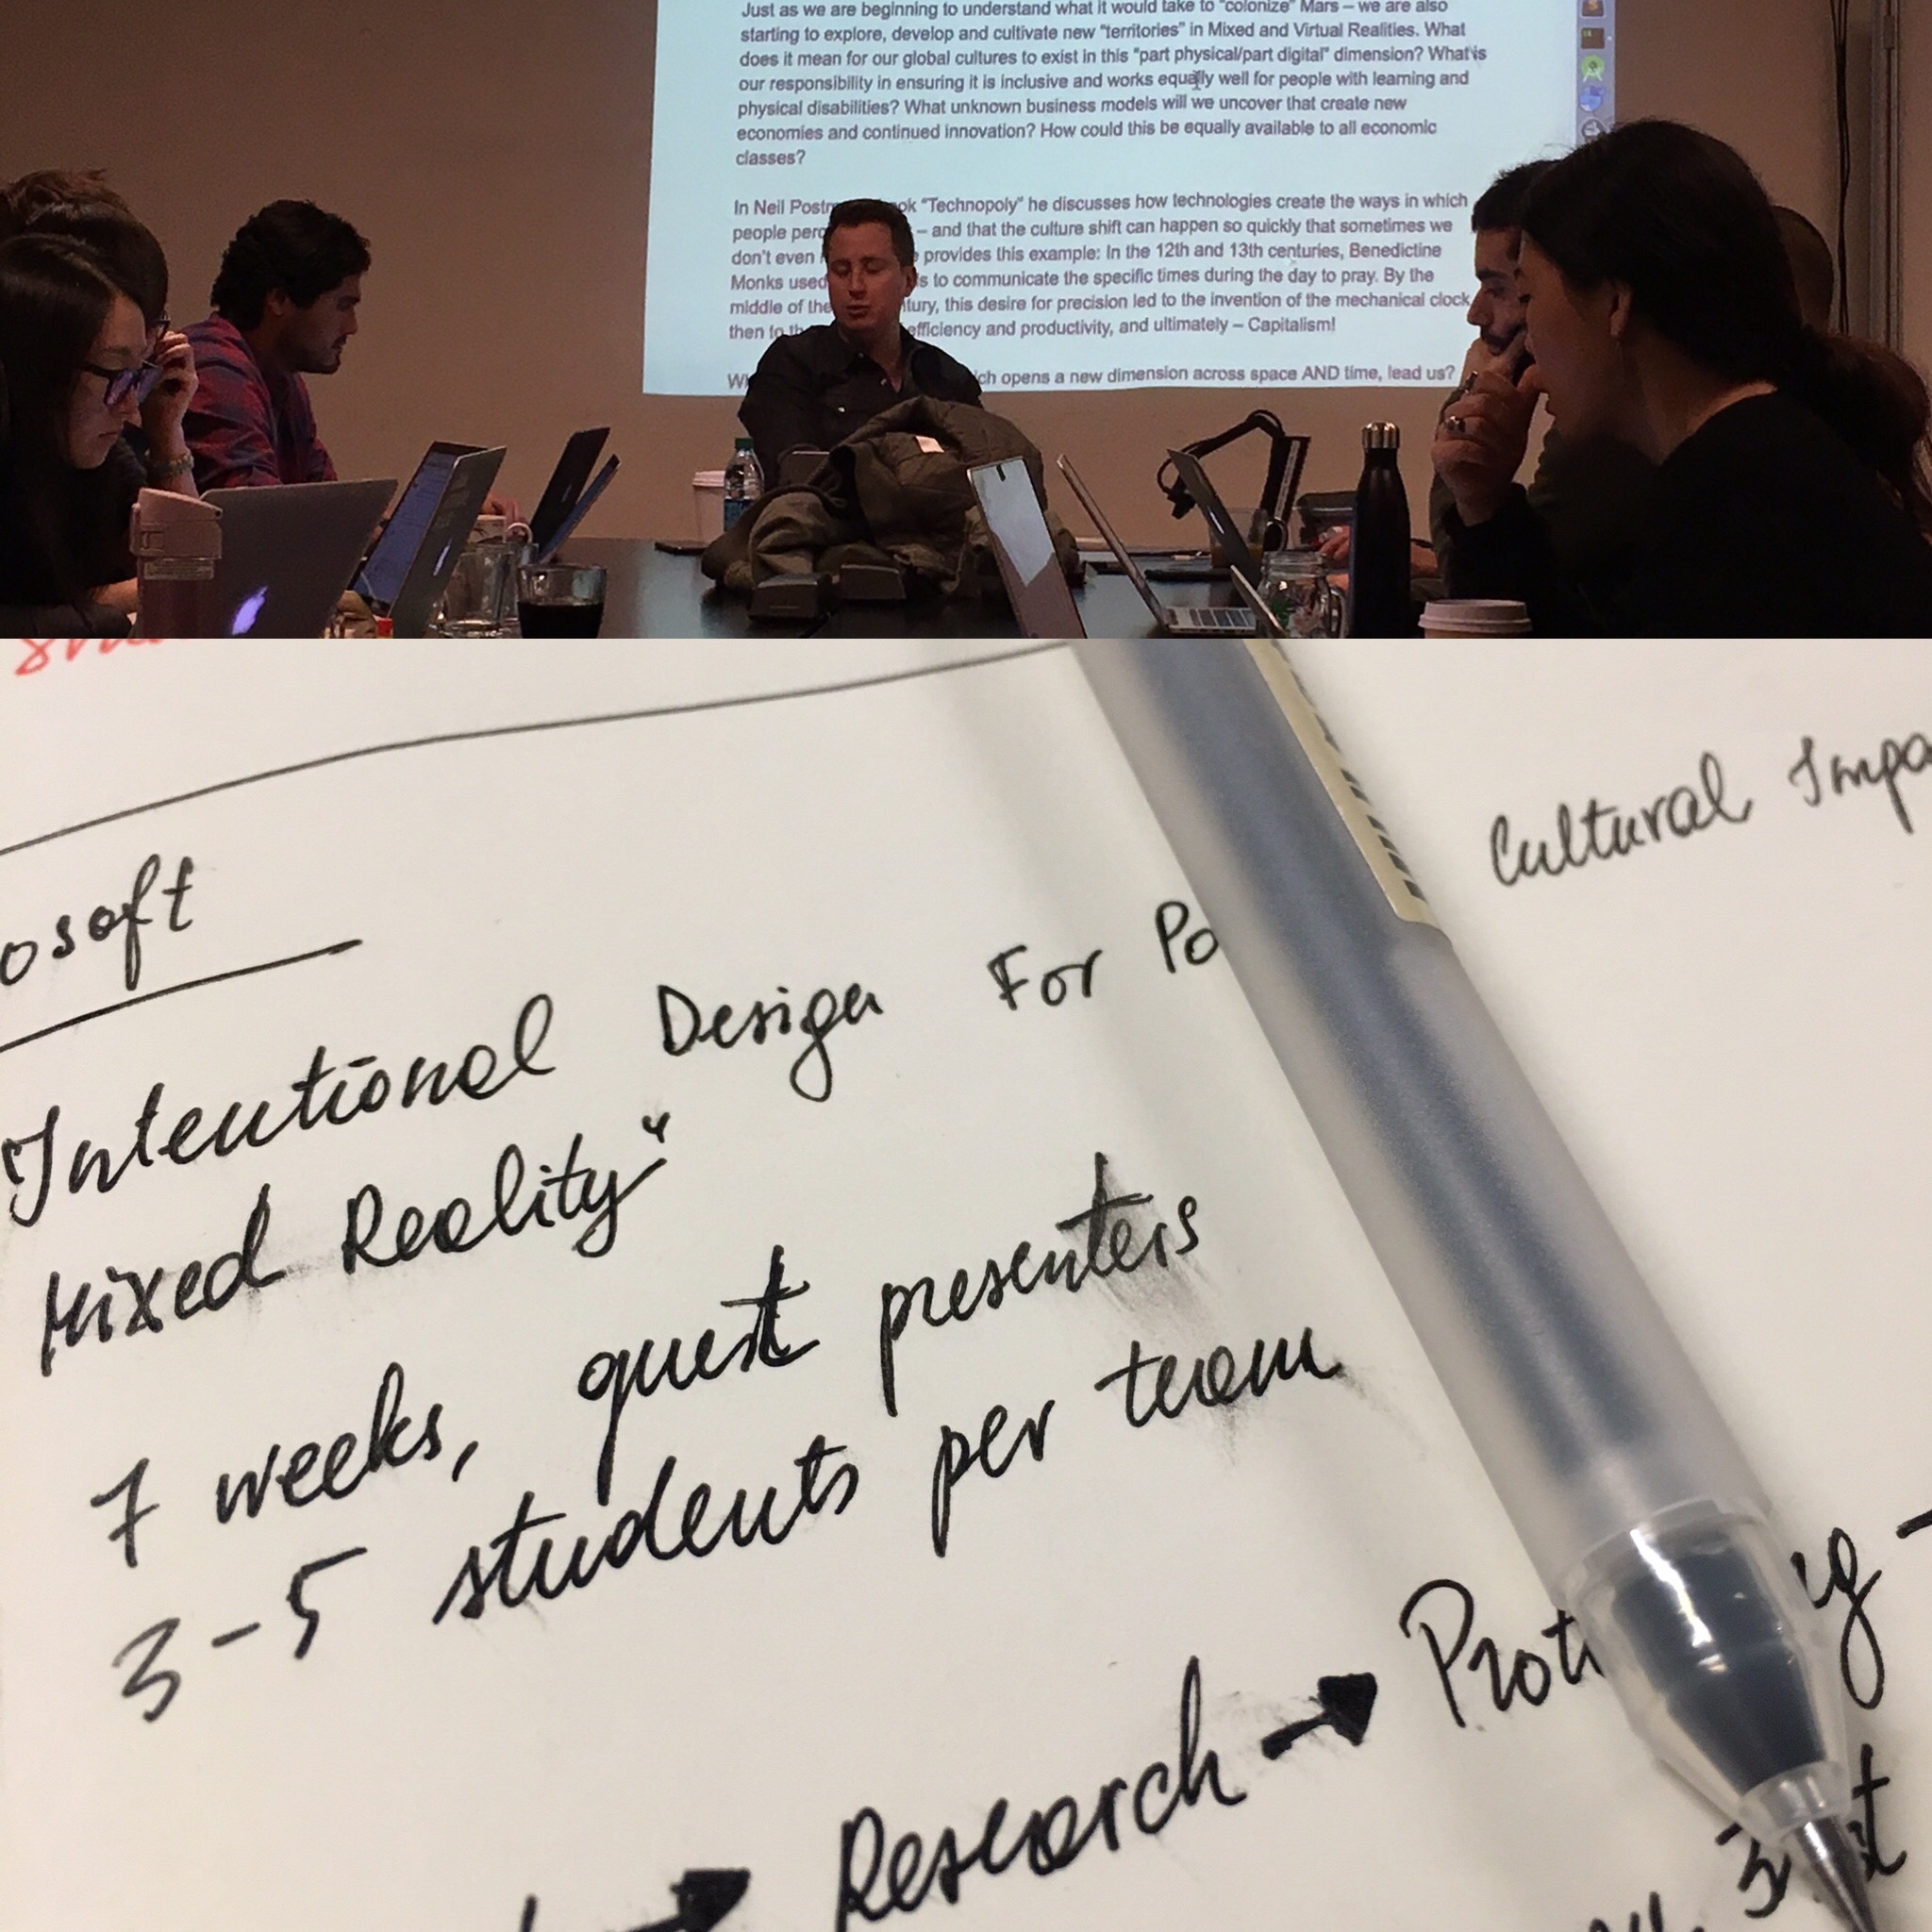 Just as we are beginning to understand what it would take to "colonize" Mars – we are also
starting to explore, develop and cultivate new "territories" in Mixed and Virtual Realities. What
does it mean for our global cultures to exist in this "part physical/part digital" dimension? What is
our responsibility in ensuring it is inclusive and works equally well for people with learning and
physical disabilities? What unknown business models will we uncover that create new
economies and continued innovation? How could this be equally available to all economic
classes?
In Neil Postm ok "Technopoly" he discusses how technologies create the ways in which
people perc – and that the culture shift can happen so quickly that sometimes we
don't even provides this example: In the 12th and 13th centuries, Benedictine
Monks used s to communicate the specific times during the day to pray. By the
middle of the tury, this desire for precision led to the invention of the mechanical clock
then to th efficiency and productivity, and ultimately – Capitalism!
Wh ch opens a new dimension across space AND time, lead us?
Cultural Impa
osoft
"Intentional Design For Po
Mixed Reality"
7 weeks, guest presenters
3-5 students per team
→ Research → Prot g -
3 t